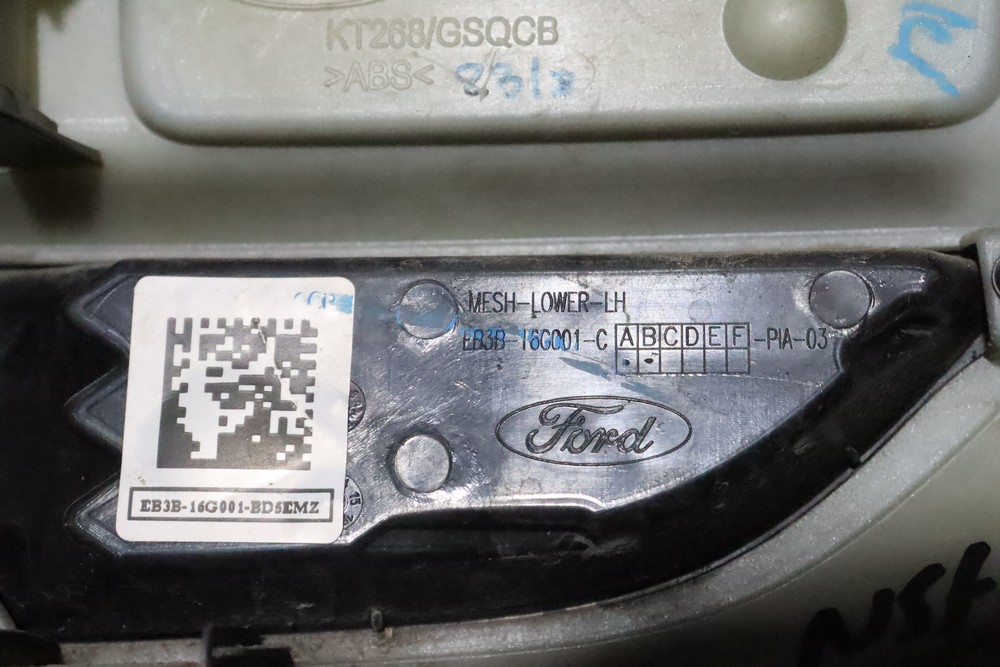 KT268/GSQCB
>ABS<
MESH-LOWER-LH
EB3B-16G001-C ABCDEF -PIA-03
Ford
EB3B-16G001-BD5EMZ